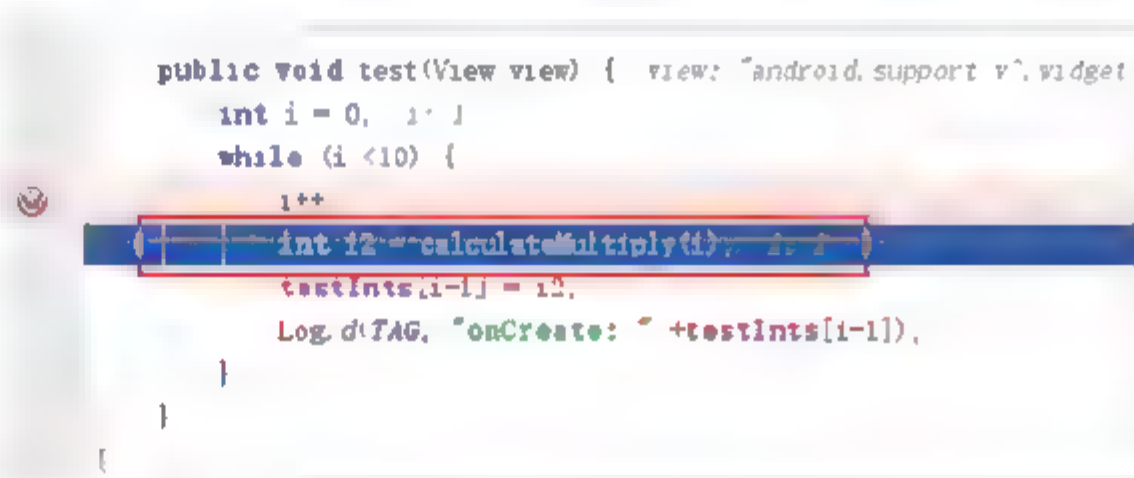 public void test(View view) { view: "android.support.v7.widget
int i = 0; i: 1
while (i <10) {
i++
int i2 = calculateMultiply(i);
testInts[i-1] = i2;
Log.d(TAG, "onCreate: " +testInts[i-1]);
}
}